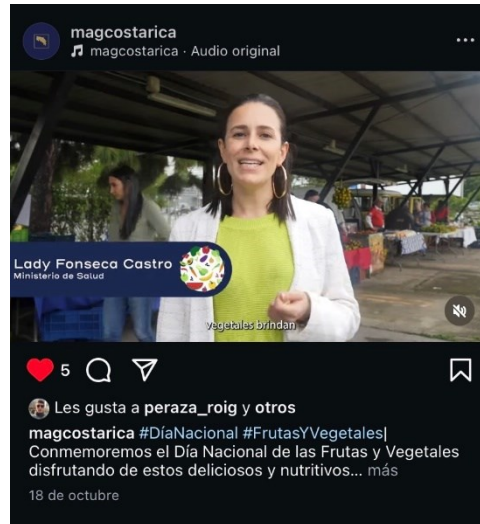 magcostarica
magcostarica · Audio original
Lady Fonseca Castro
Ministerio de Salud
vegetales brindan
5
Les gusta a peraza_roig y otros
magcostarica #DíaNacional #FrutasYVegetales|
Conmemoremos el Día Nacional de las Frutas y Vegetales
disfrutando de estos deliciosos y nutritivos... más
18 de octubre